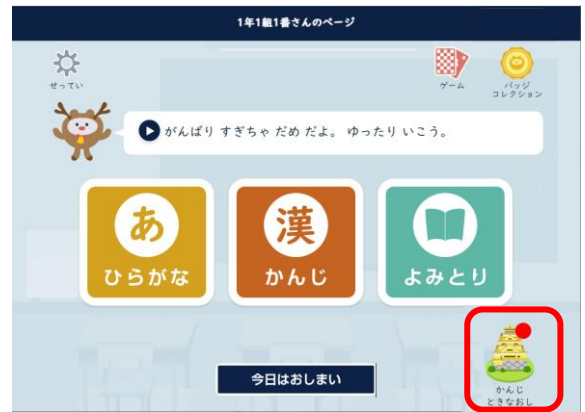 1年1組1番さんのページ
せってい
ゲーム
バッジ
コレクション
がんばり すぎちゃ だめ だよ。 ゆったり いこう。
あ
ひらがな
漢
かんじ
よみとり
今日はおしまい
かんじ
ときなおし